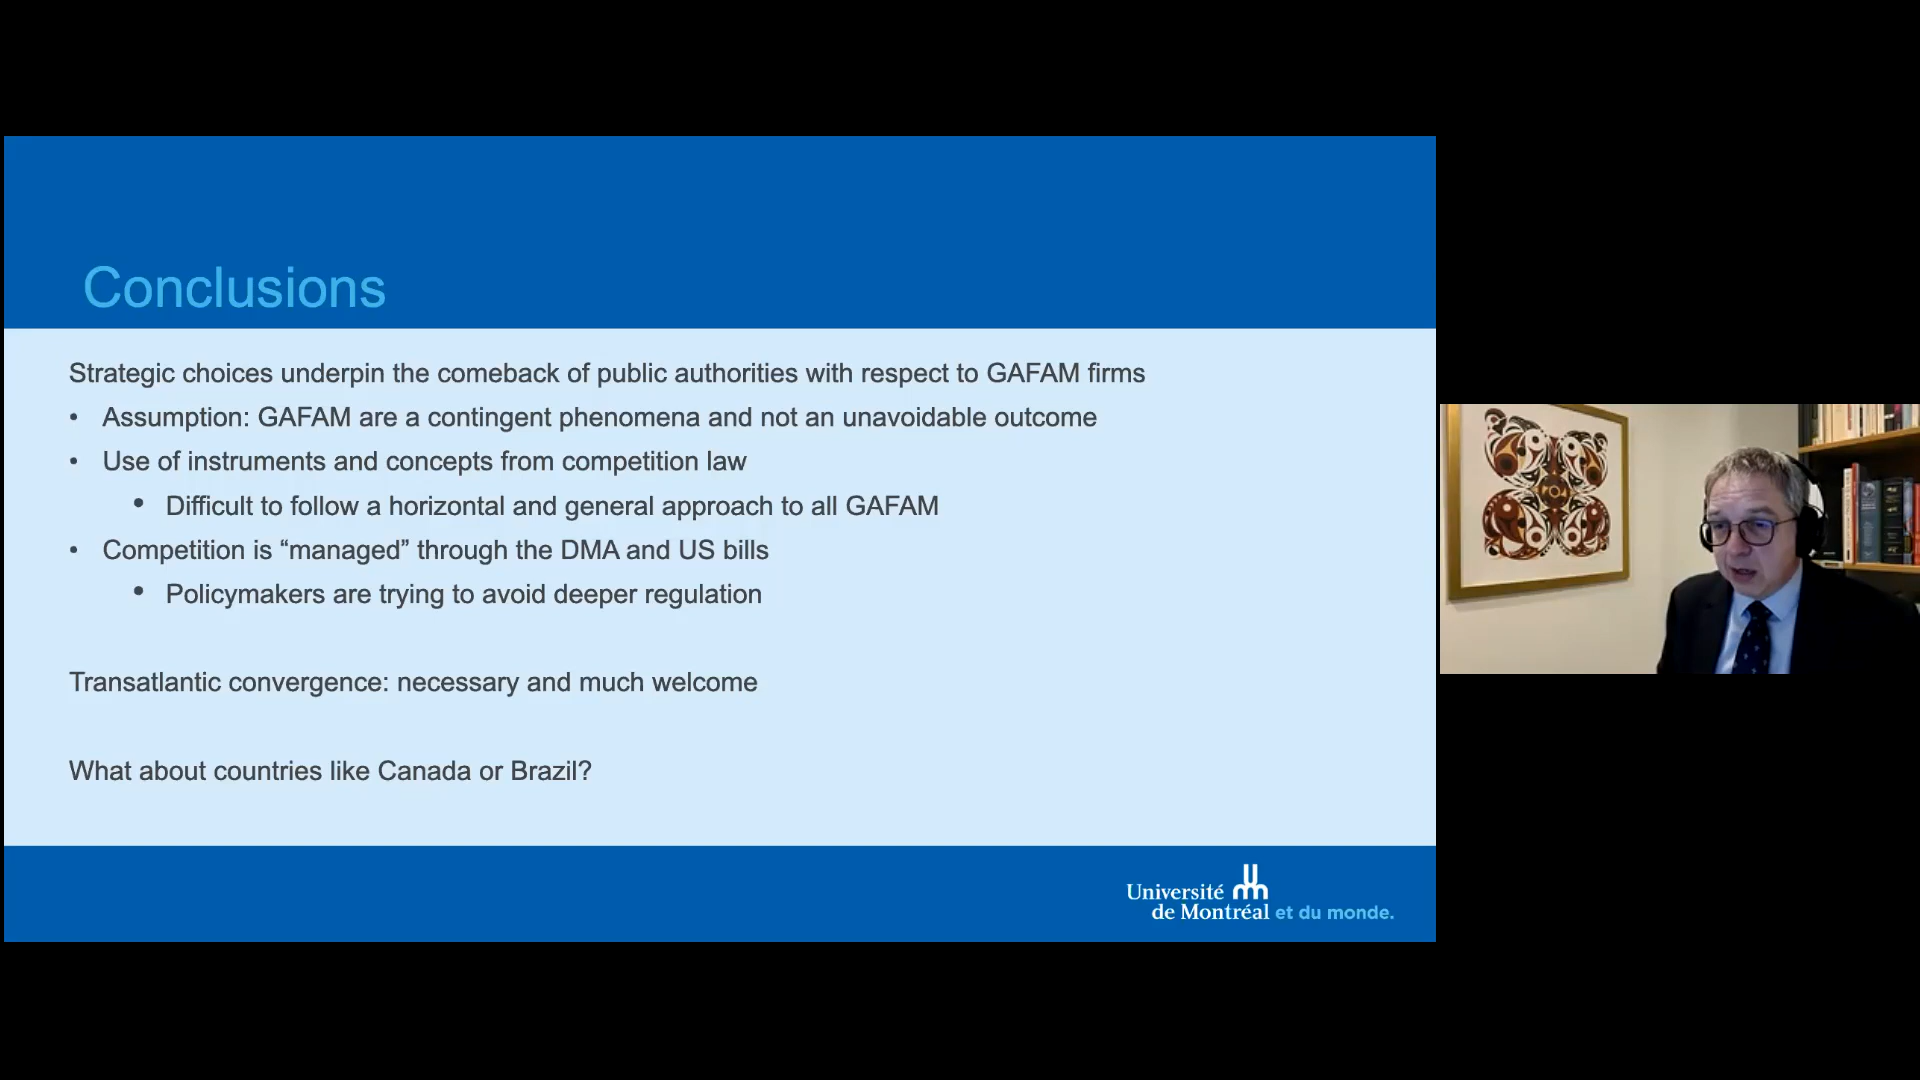 Conclusions
Strategic choices underpin the comeback of public authorities with respect to GAFAM firms
• Assumption: GAFAM are a contingent phenomena and not an unavoidable outcome
• Use of instruments and concepts from competition law
• Difficult to follow a horizontal and general approach to all GAFAM
• Competition is “managed” through the DMA and US bills
• Policymakers are trying to avoid deeper regulation
Transatlantic convergence: necessary and much welcome
What about countries like Canada or Brazil?
Université
de Montréal et du monde.